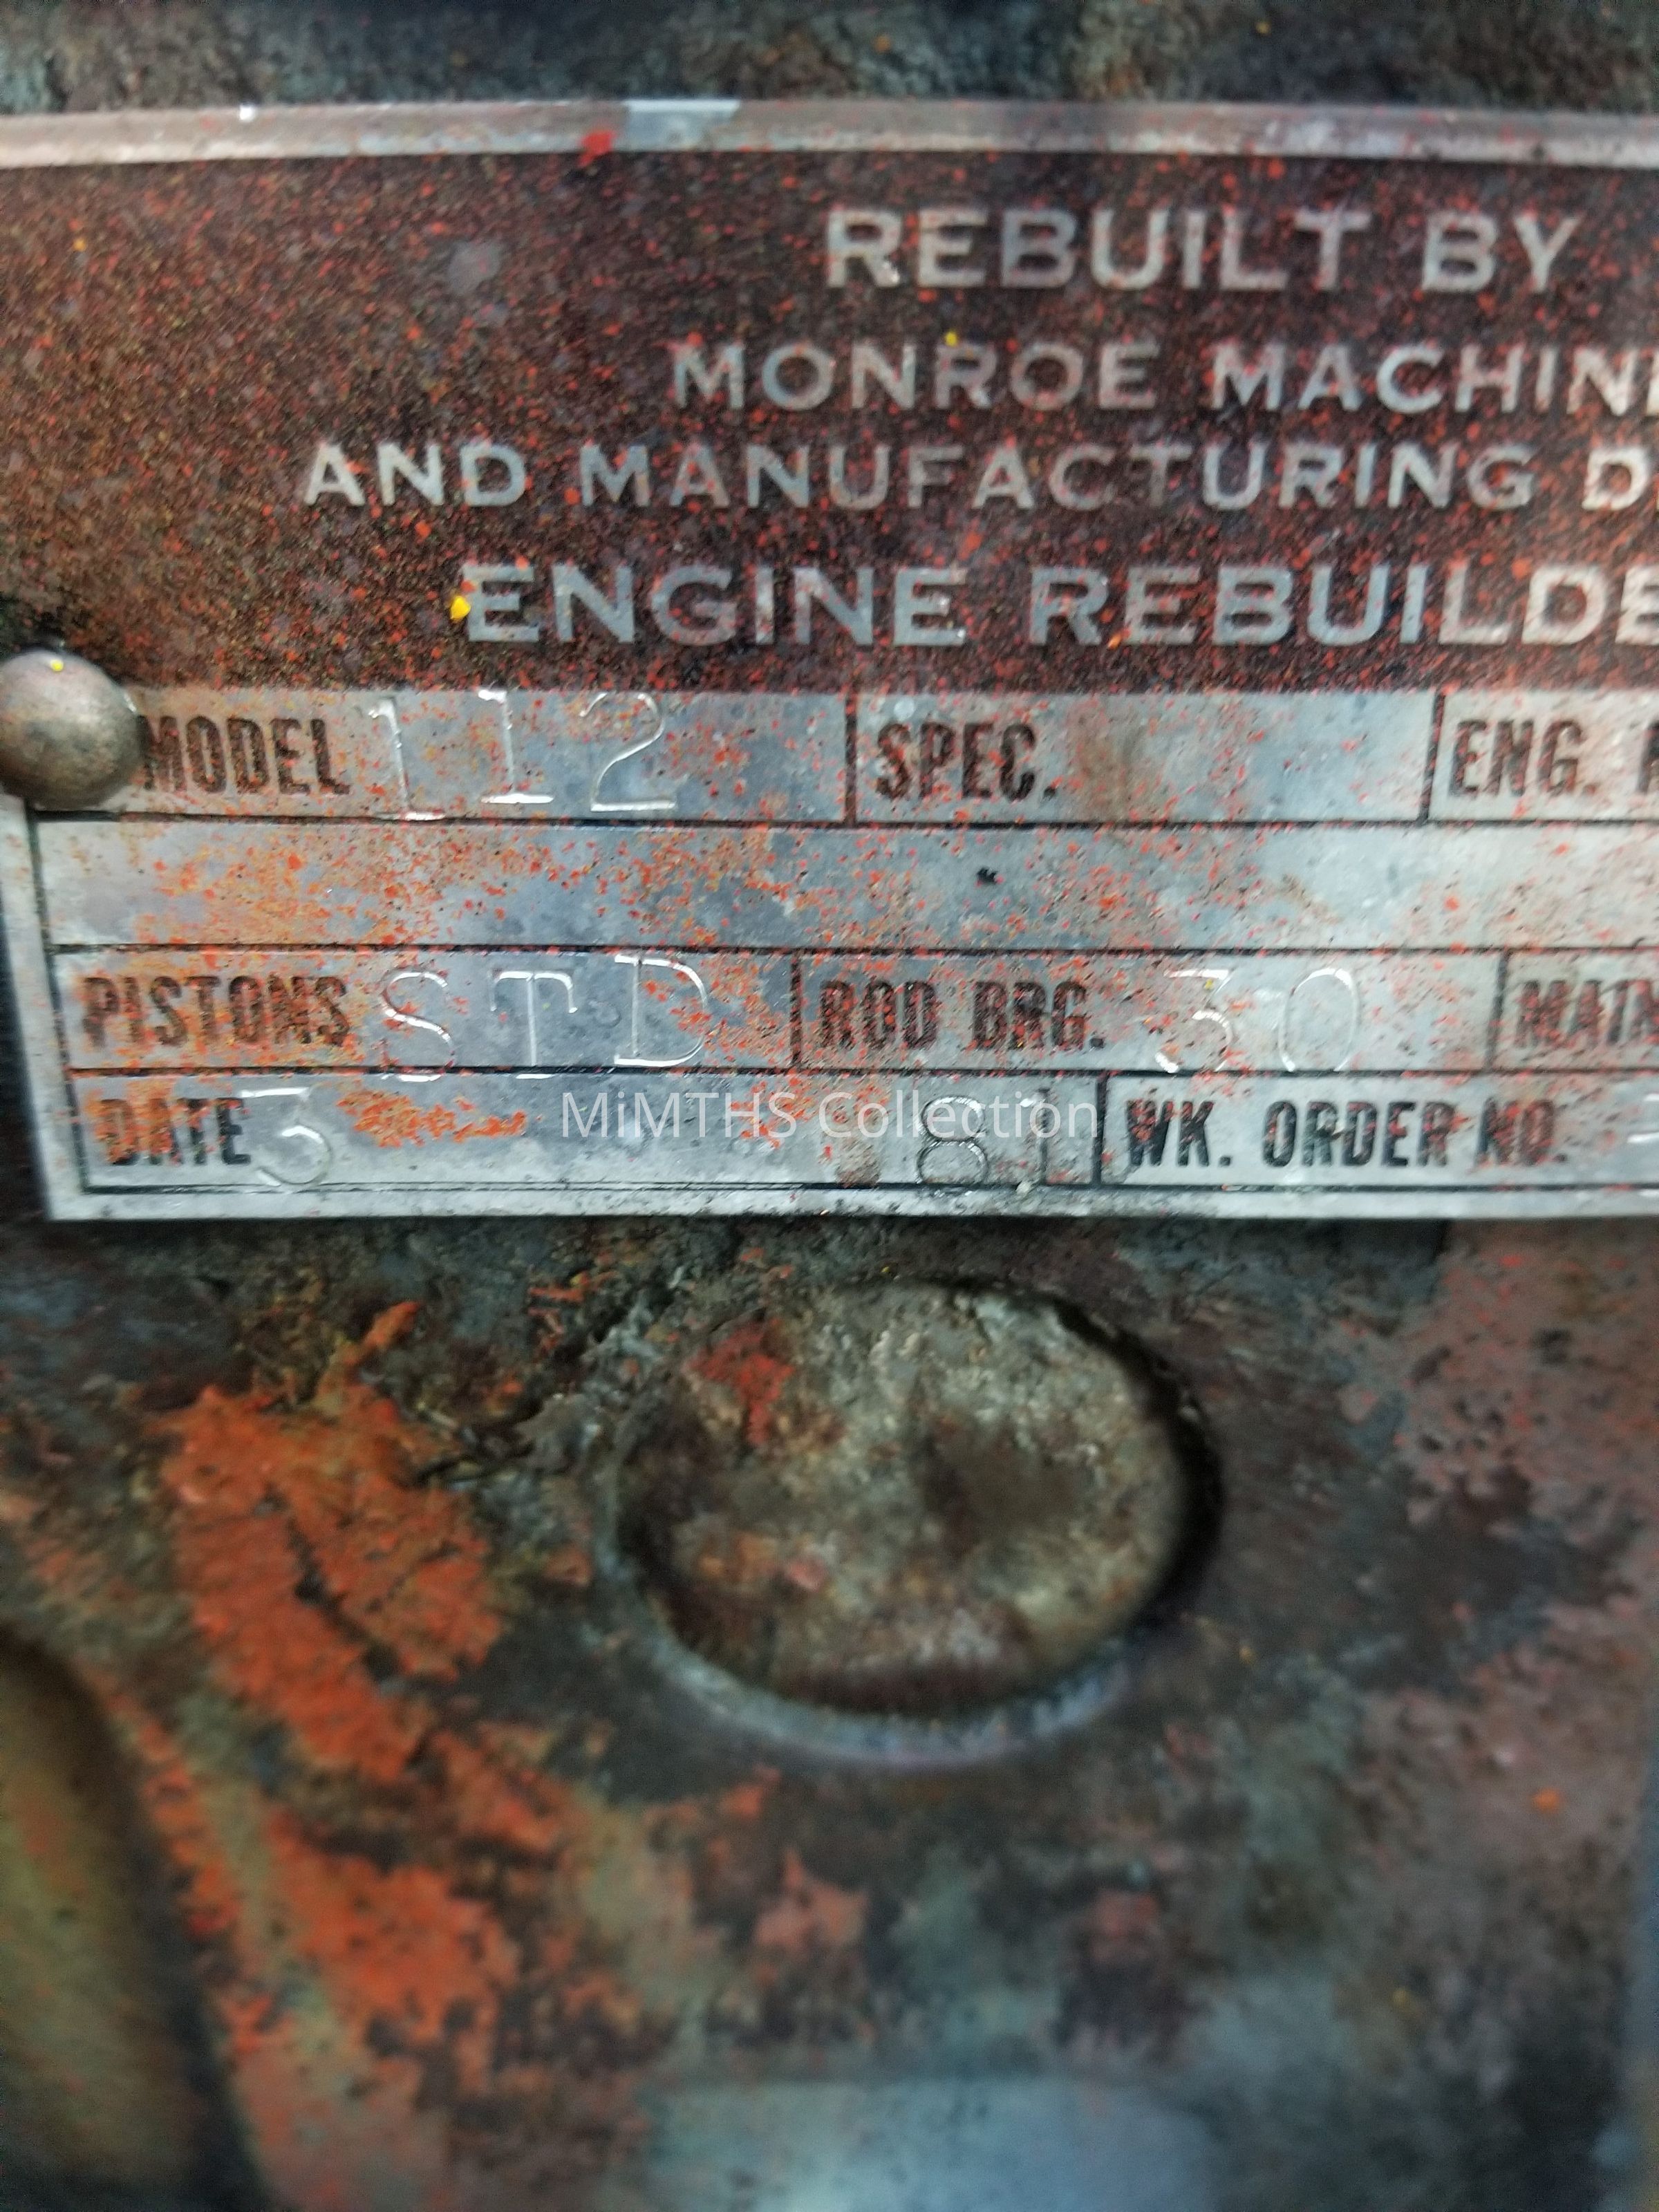 REBUILT BY
MONROE MACHIN
AND MANUFACTURING D
ENGINE REBUILDE
MODEL 112 SPEC. ENG.
PISTONS STD ROD BRG. 30 MAIN
DATE 3 81 WK. ORDER NO.
MiMTHS Collection